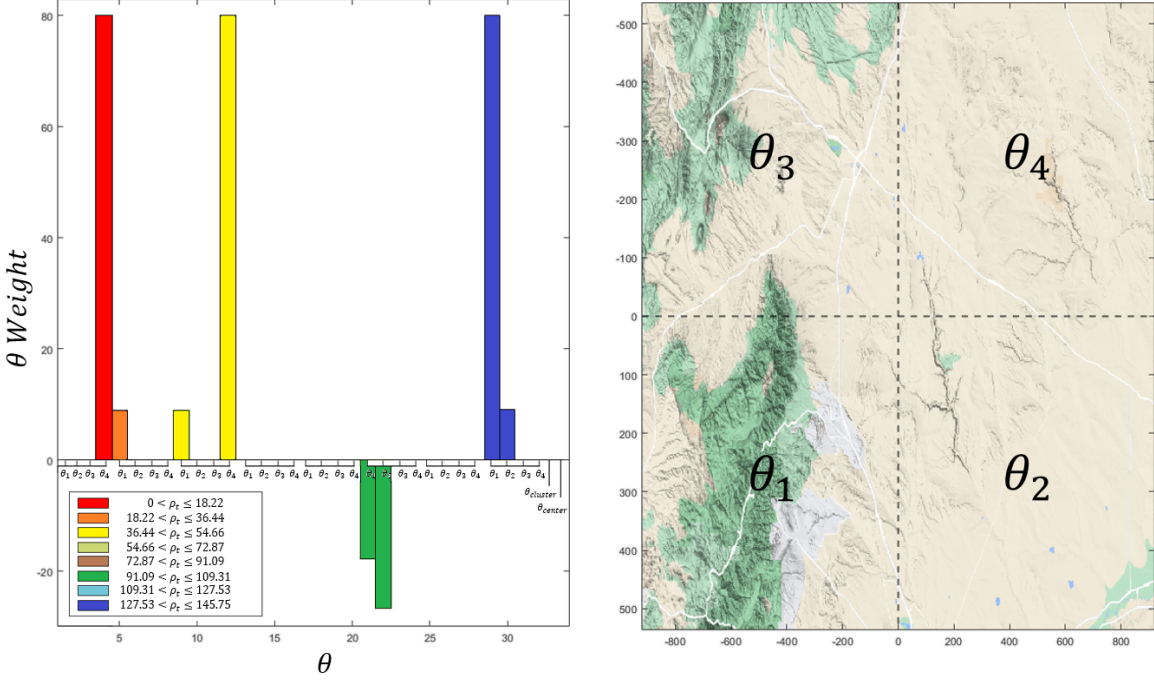 80
60
40
20
0
-20
θ Weight
θ₁ θ₂ θ₃ θ₄ θ₁ θ₂ θ₃ θ₄ θ₁ θ₂ θ₃ θ₄ θ₁ θ₂ θ₃ θ₄ θ₁ θ₂ θ₃ θ₄ θ₃ θ₄ θ₁ θ₂ θ₃ θ₄ θ₁ θ₂ θ₃ θ₄
θcluster
θcenter
0 < ρₜ ≤ 18.22
18.22 < ρₜ ≤ 36.44
36.44 < ρₜ ≤ 54.66
54.66 < ρₜ ≤ 72.87
72.87 < ρₜ ≤ 91.09
91.09 < ρₜ ≤ 109.31
109.31 < ρₜ ≤ 127.53
127.53 < ρₜ ≤ 145.75
5 10 15 20 25 30
θ
-500
-400
-300
-200
-100
0
100
200
300
400
500
θ₃ θ₄
θ₁ θ₂
-800 -600 -400 -200 0 200 400 600 800